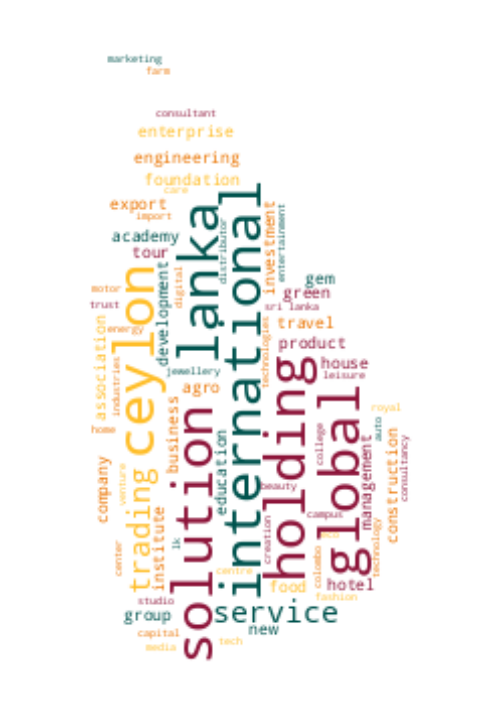 marketing
farm
consultant
enterprise
engineering
foundation
care
export
import
academy
tour
lanka
international
distributor
investment
entertainment
development
digital
ceylon
gem
green
sri lanka
motor
trust
energy
association
industries
travel
technologies
product
jewellery
agro
house
leisure
holding
global
home
business
solution
education
royal
auto
college
construction
consultancy
management
company
venture
trading
institute
beauty
campus
technology
creation
eco
colombo
lk
center
centre
food
hotel
fashion
studio
group
service
new
capital
media
tech